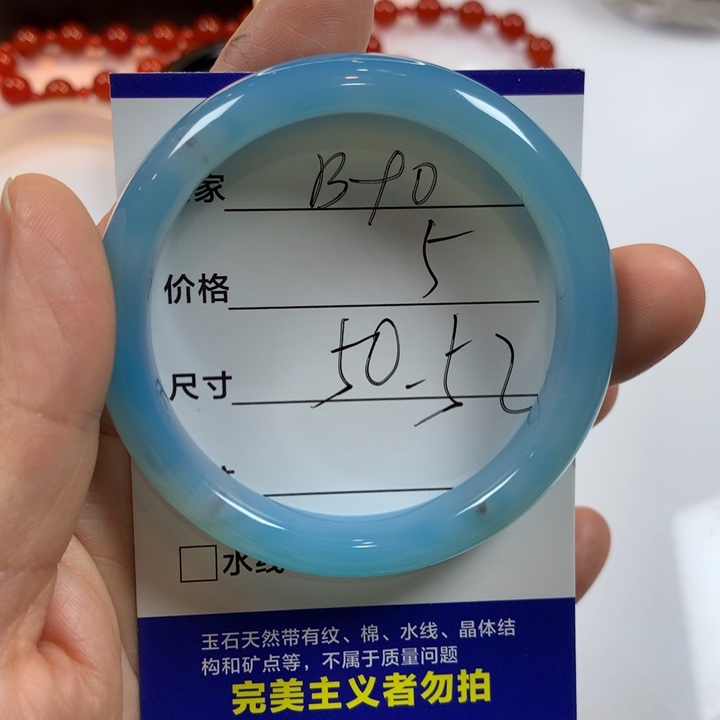 家 B-90
价格 5
尺寸 50-52
水线
玉石天然带有纹、棉、水线、晶体结
构和矿点等，不属于质量问题
完美主义者勿拍